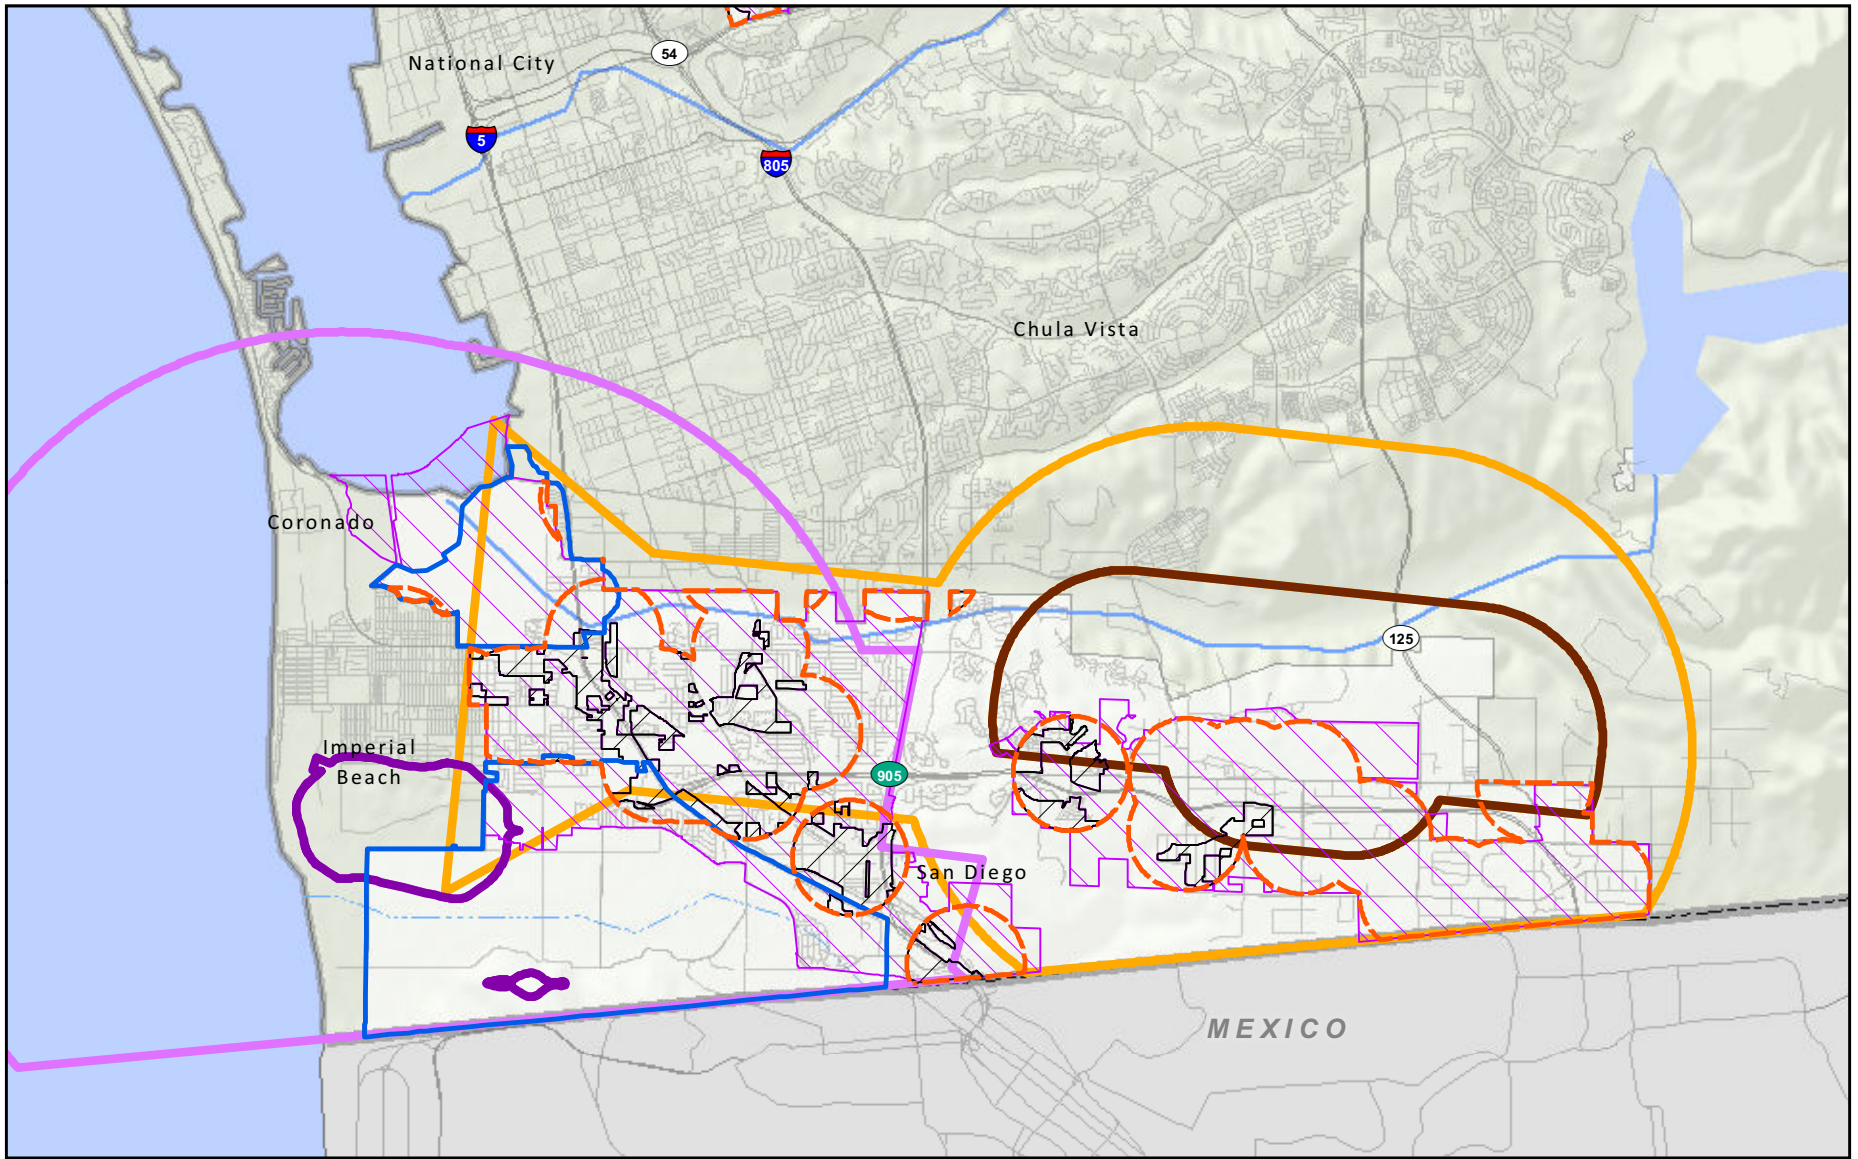 54
National City
5
805
Chula Vista
Coronado
125
Imperial
Beach
905
San Diego
MEXICO